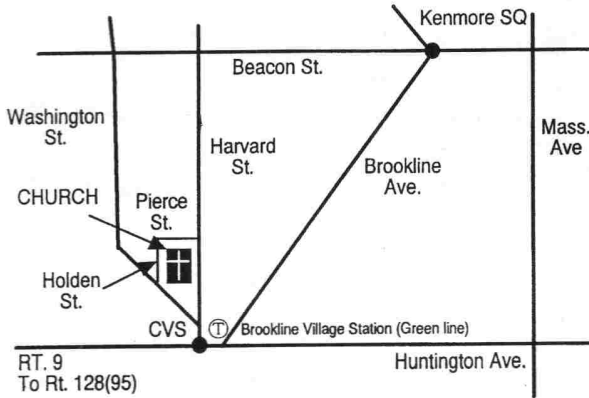 Kenmore SQ
Beacon St.
Washington
St.
Harvard
St.
Mass.
Ave
Brookline
Ave.
CHURCH
Pierce
St.
Holden
St.
CVS
T Brookline Village Station (Green line)
RT. 9
To Rt. 128(95)
Huntington Ave.